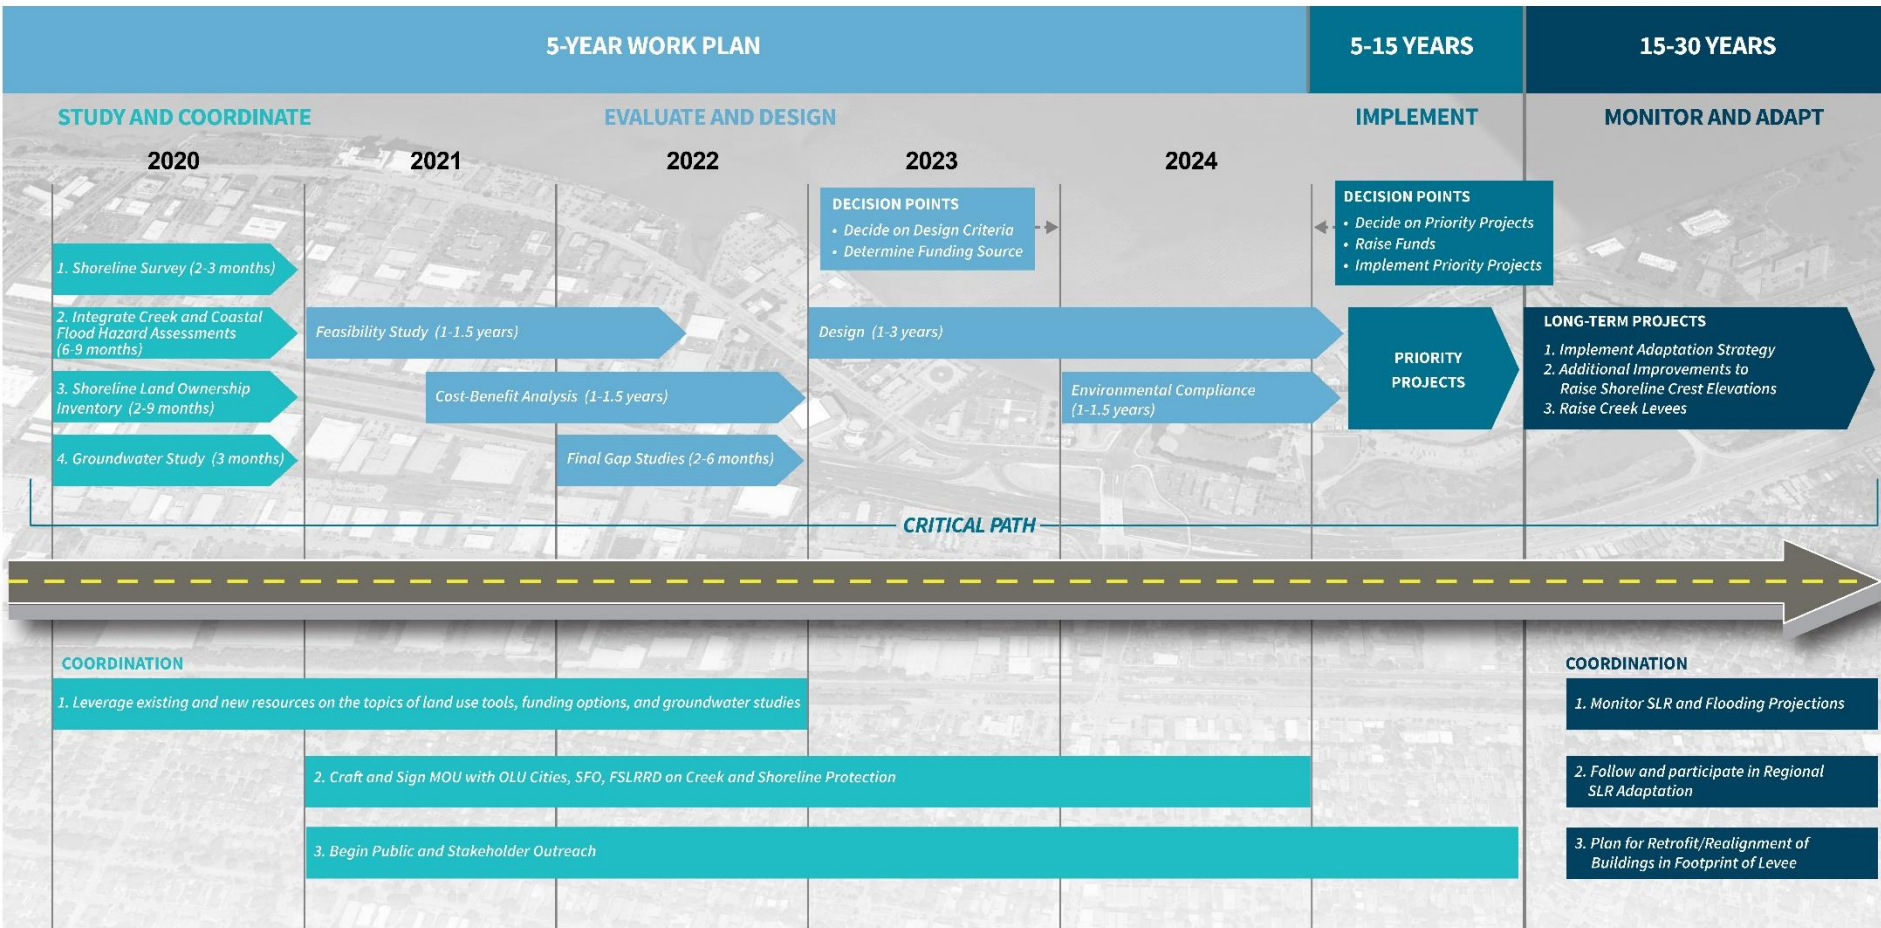 5-YEAR WORK PLAN
5-15 YEARS
15-30 YEARS
STUDY AND COORDINATE
EVALUATE AND DESIGN
IMPLEMENT
MONITOR AND ADAPT
2020
2021
2022
2023
2024
DECISION POINTS
• Decide on Design Criteria
• Determine Funding Source
DECISION POINTS
• Decide on Priority Projects
• Raise Funds
• Implement Priority Projects
1. Shoreline Survey (2-3 months)
2. Integrate Creek and Coastal
Flood Hazard Assessments
(6-9 months)
3. Shoreline Land Ownership
Inventory (2-9 months)
4. Groundwater Study (3 months)
Feasibility Study (1-1.5 years)
Cost-Benefit Analysis (1-1.5 years)
Final Gap Studies (2-6 months)
Design (1-3 years)
Environmental Compliance
(1-1.5 years)
PRIORITY
PROJECTS
LONG-TERM PROJECTS
1. Implement Adaptation Strategy
2. Additional Improvements to
Raise Shoreline Crest Elevations
3. Raise Creek Levees
CRITICAL PATH
COORDINATION
1. Leverage existing and new resources on the topics of land use tools, funding options, and groundwater studies
2. Craft and Sign MOU with OLU Cities, SFO, FSLRRD on Creek and Shoreline Protection
3. Begin Public and Stakeholder Outreach
COORDINATION
1. Monitor SLR and Flooding Projections
2. Follow and participate in Regional
SLR Adaptation
3. Plan for Retrofit/Realignment of
Buildings in Footprint of Levee